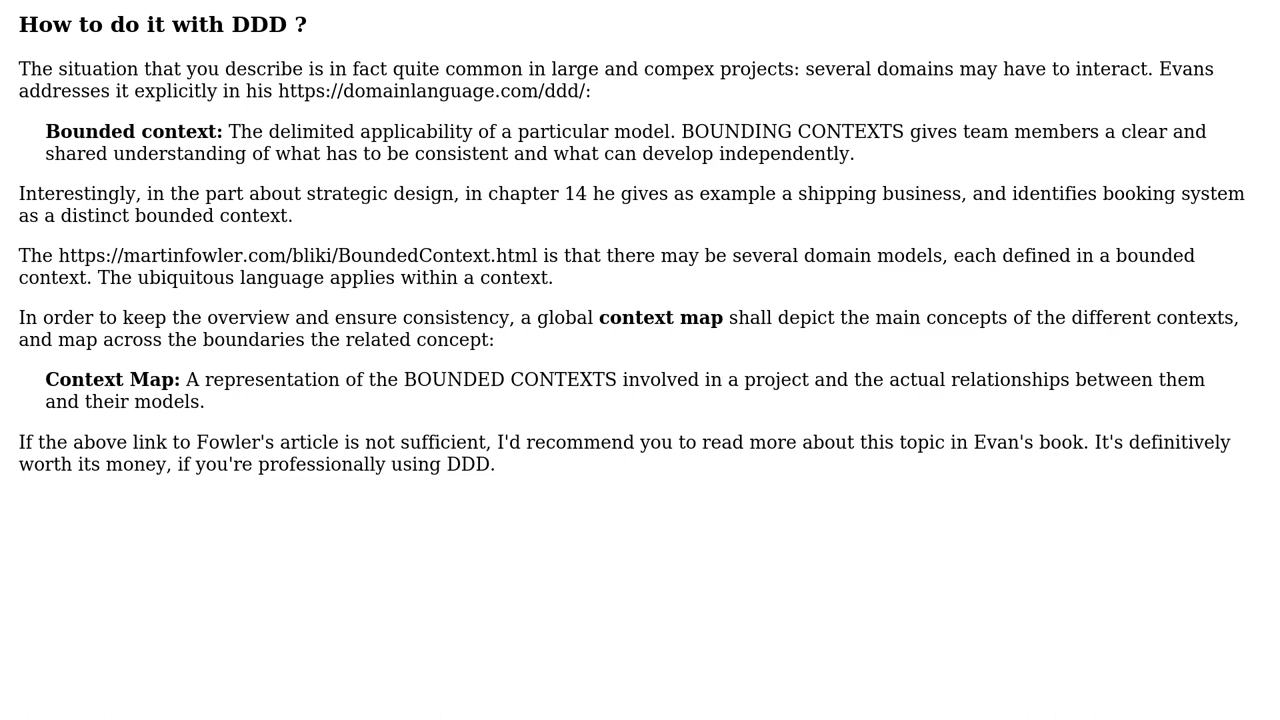 How to do it with DDD ?
The situation that you describe is in fact quite common in large and compex projects: several domains may have to interact. Evans
addresses it explicitly in his https://domainlanguage.com/ddd/:
Bounded context: The delimited applicability of a particular model. BOUNDING CONTEXTS gives team members a clear and
shared understanding of what has to be consistent and what can develop independently.
Interestingly, in the part about strategic design, in chapter 14 he gives as example a shipping business, and identifies booking system
as a distinct bounded context.
The https://martinfowler.com/bliki/BoundedContext.html is that there may be several domain models, each defined in a bounded
context. The ubiquitous language applies within a context.
In order to keep the overview and ensure consistency, a global context map shall depict the main concepts of the different contexts,
and map across the boundaries the related concept:
Context Map: A representation of the BOUNDED CONTEXTS involved in a project and the actual relationships between them
and their models.
If the above link to Fowler's article is not sufficient, I'd recommend you to read more about this topic in Evan's book. It's definitively
worth its money, if you're professionally using DDD.